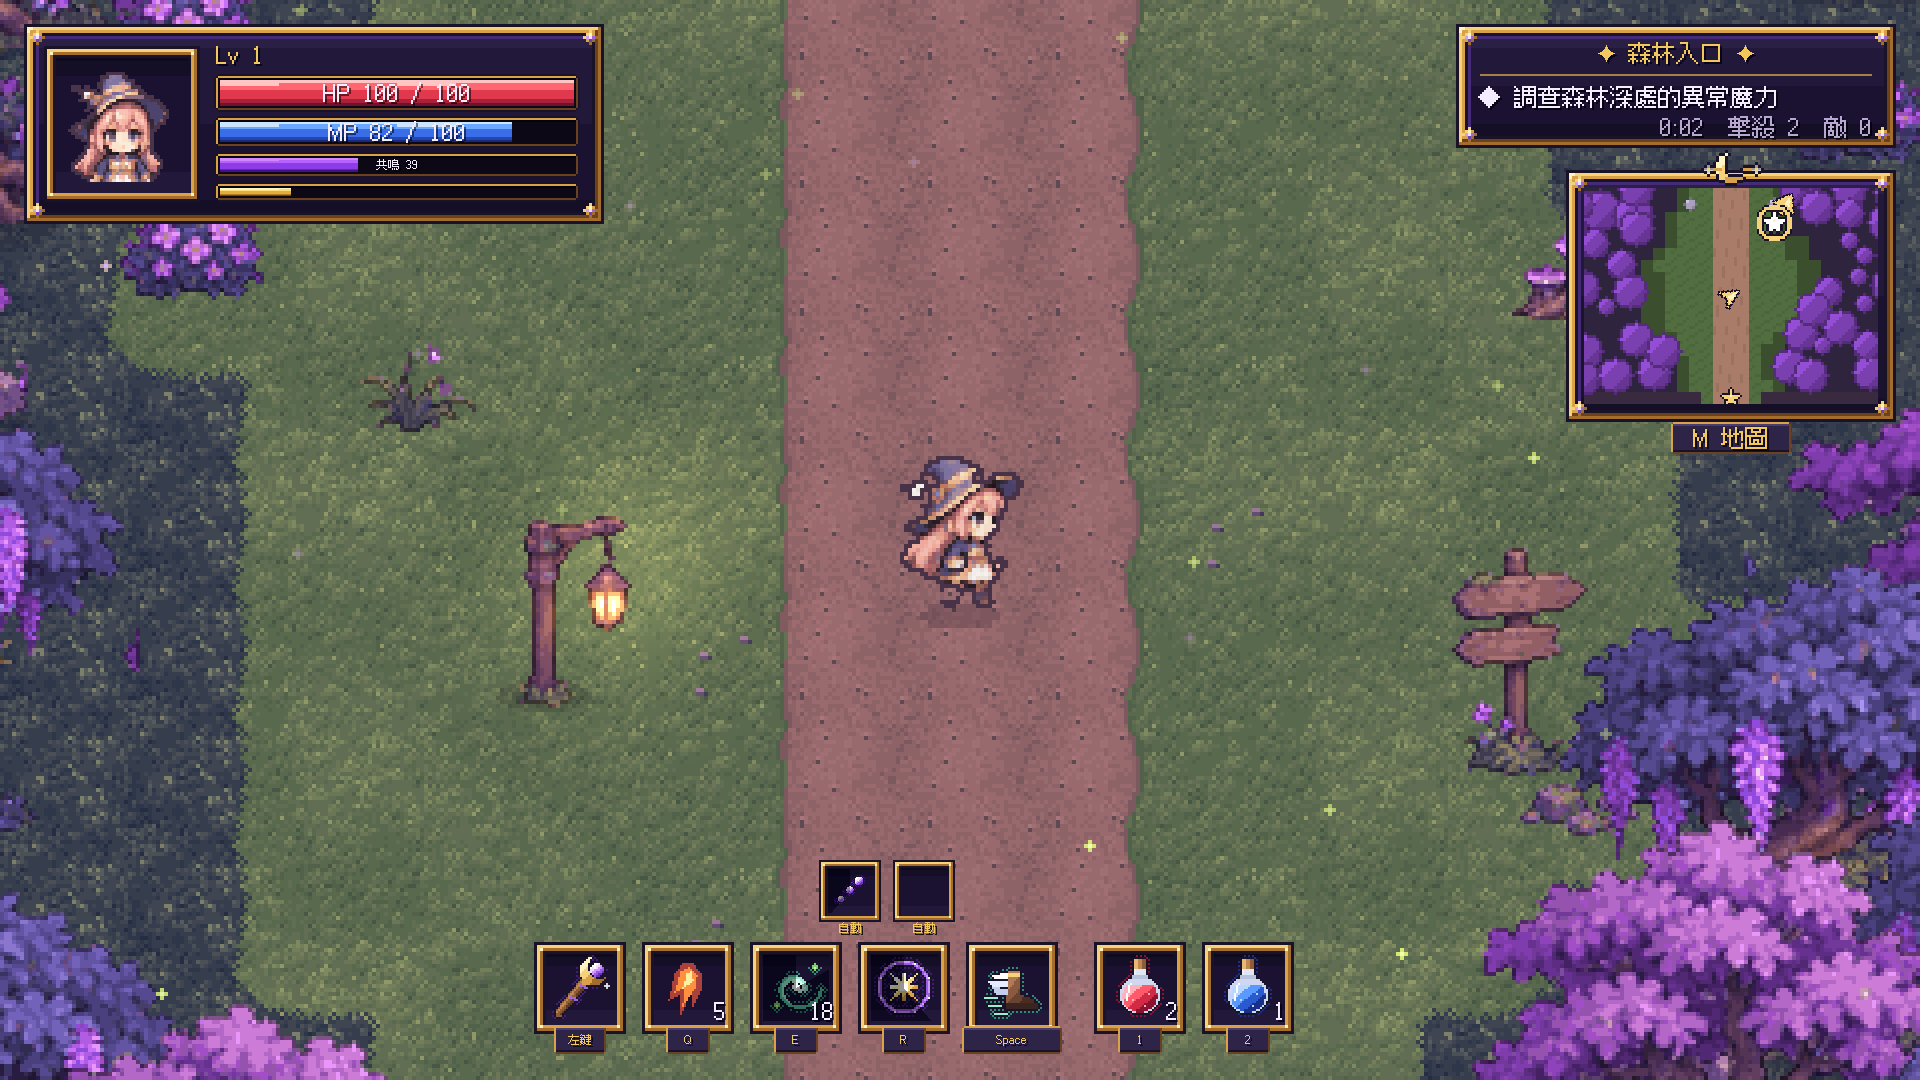 Lv 1
HP 100 / 100
MP 82 / 100
共鳴 39
森林入口
調查森林深處的異常魔力
0:02 擊殺 2 敵 0
M 地圖
自動 自動
5 18 2 1
左鍵 Q E R Space 1 2